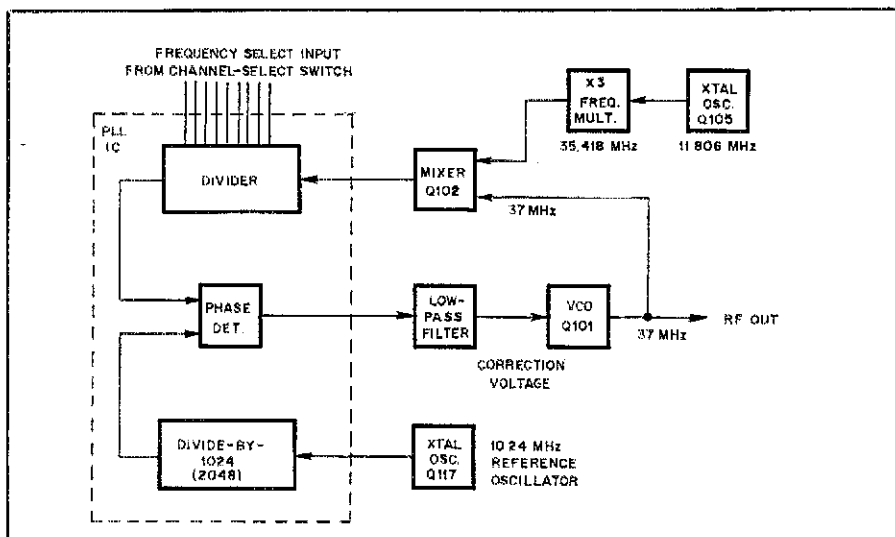 FREQUENCY SELECT INPUT
FROM CHANNEL-SELECT SWITCH
PLL
IC
DIVIDER
MIXER
Q102
X3
FREQ.
MULT.
35.418 MHz
XTAL
OSC.
Q105
11 806 MHz
37 MHz
PHASE
DET.
LOW-
PASS
FILTER
CORRECTION
VOLTAGE
VCO
Q101
37 MHz
RF OUT
DIVIDE-BY-
1024
(2048)
XTAL
OSC.
Q117
10 24 MHz
REFERENCE
OSCILLATOR